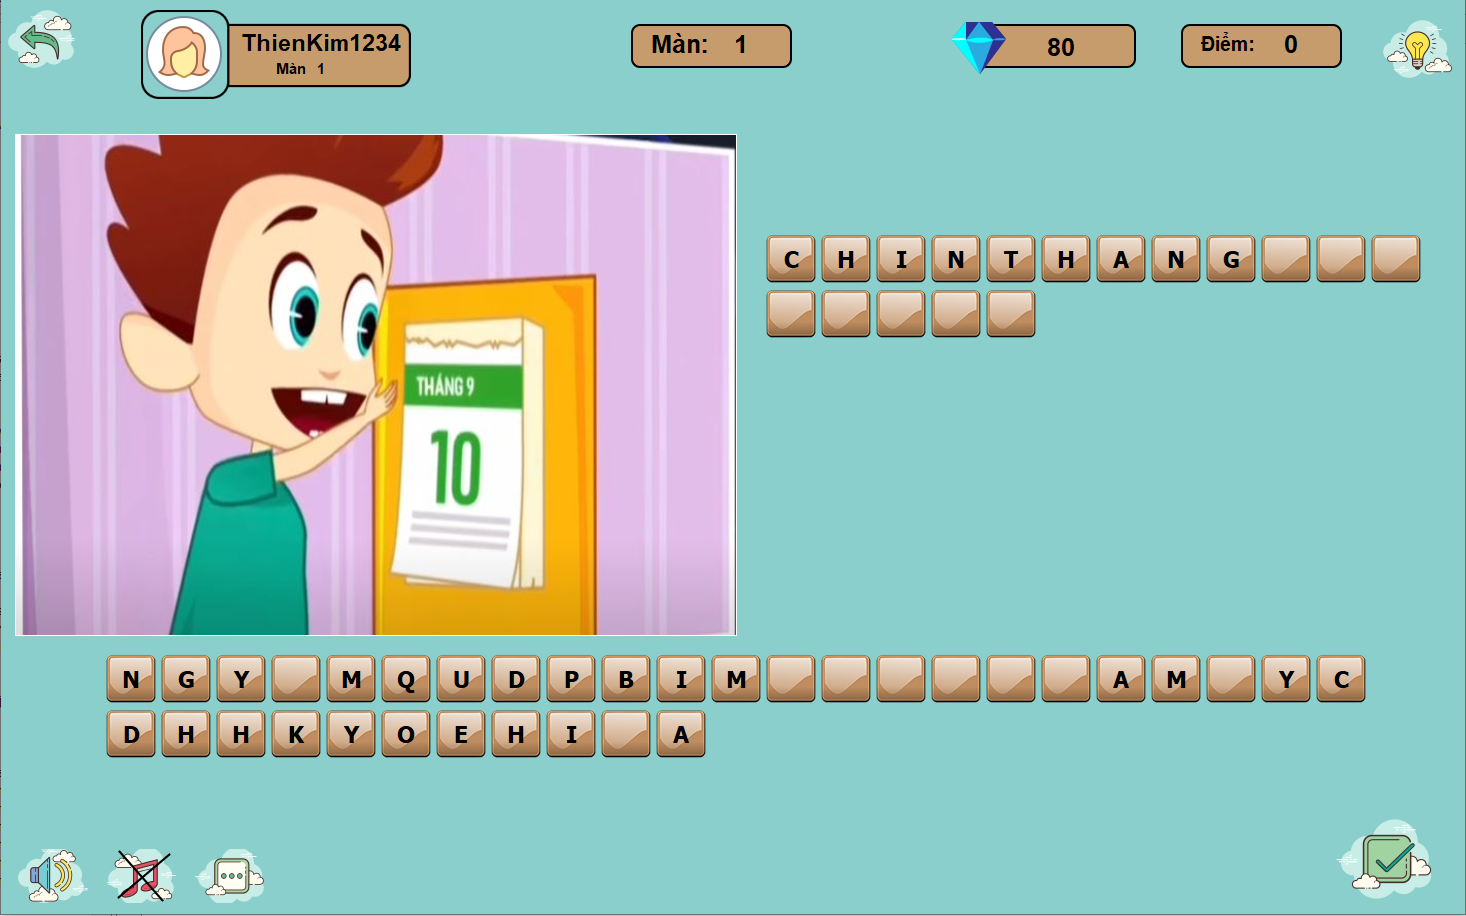 ThienKim1234
Màn 1
Màn: 1
80
Điểm: 0
THÁNG 9
10
C H I N T H A N G
N G Y M Q U D P B I M A M Y C
D H H K Y O E H I A